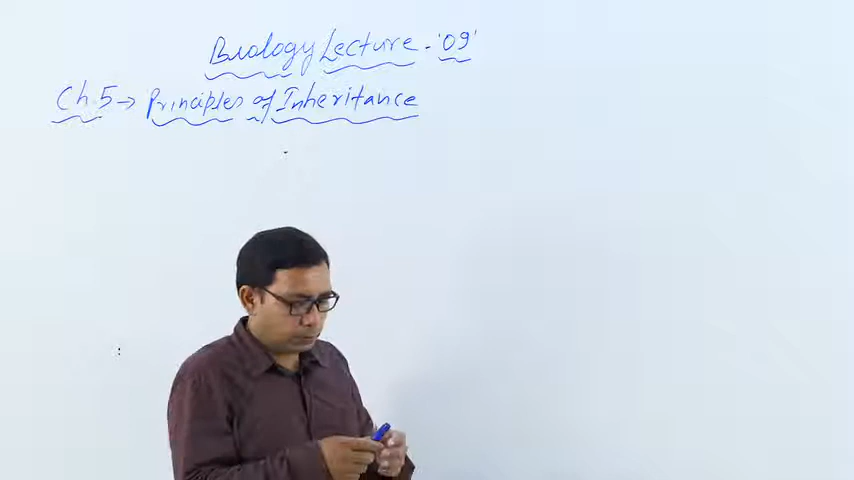 Biology Lecture - '09'
Ch. 5 → Principles of Inheritance